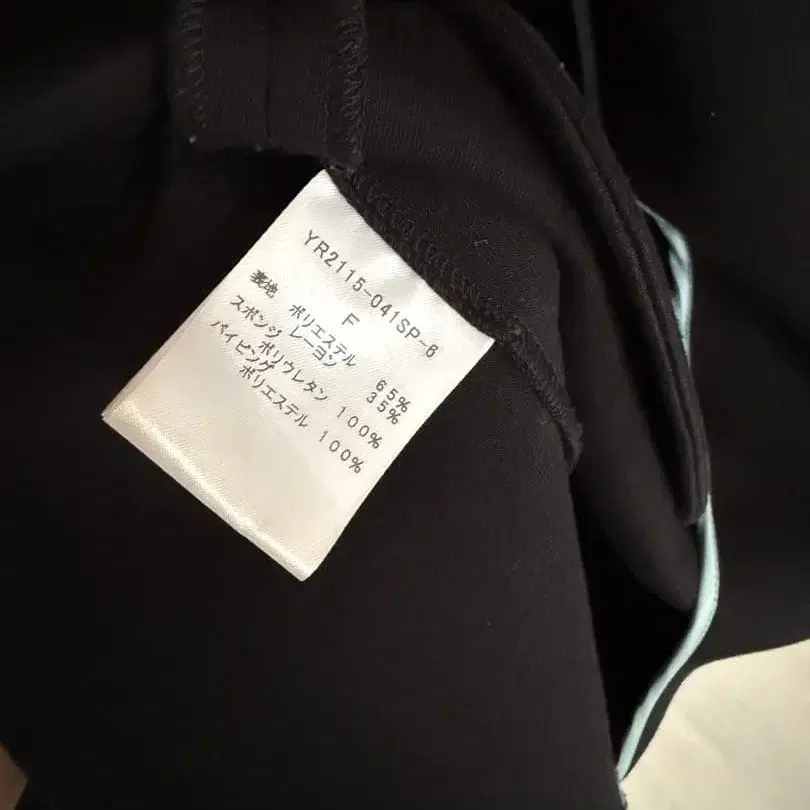 YR2115-041SP-6
F
表地 ポリエステル 65%
レーヨン 35%
スポンジ
ポリウレタン 100%
パイピング
ポリエステル 100%